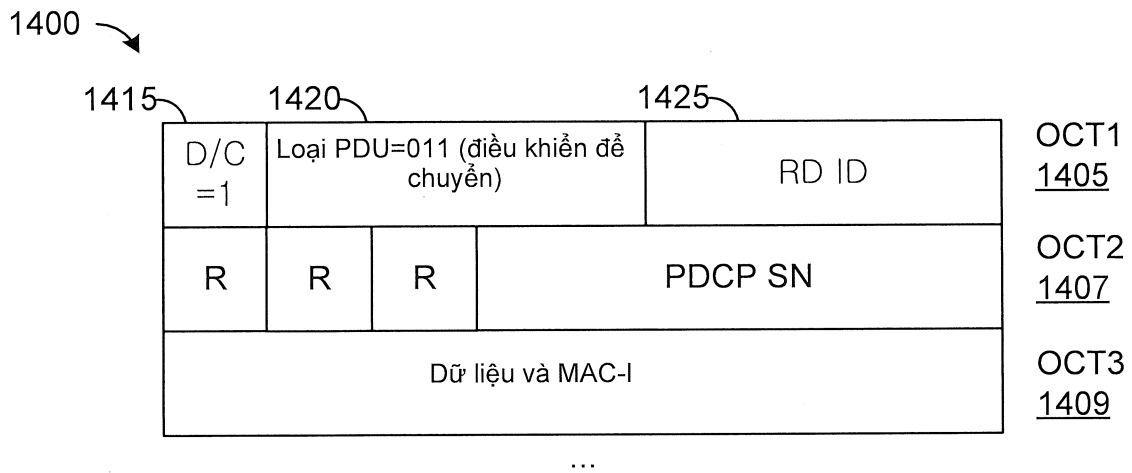 1400
1415
1420
1425
D/C
=1
Loại PDU=011 (điều khiển để
chuyển)
RD ID
OCT1
1405
R
R
R
PDCP SN
OCT2
1407
Dữ liệu và MAC-I
OCT3
1409
...